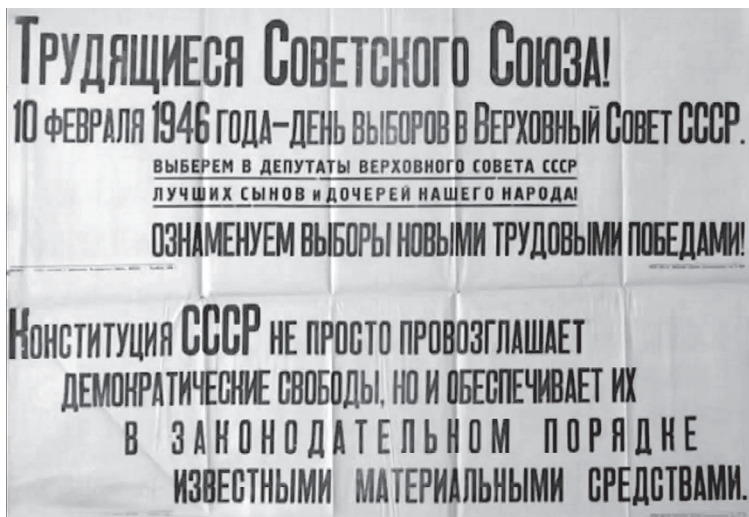 Трудящиеся Советского Союза!
10 февраля 1946 года–день выборов в Верховный Совет СССР.
ВЫБЕРЕМ В ДЕПУТАТЫ ВЕРХОВНОГО СОВЕТА СССР
ЛУЧШИХ СЫНОВ и ДОЧЕРЕЙ НАШЕГО НАРОДА!
ОЗНАМЕНУЕМ ВЫБОРЫ НОВЫМИ ТРУДОВЫМИ ПОБЕДАМИ!
Конституция СССР НЕ ПРОСТО ПРОВОЗГЛАШАЕТ
ДЕМОКРАТИЧЕСКИЕ СВОБОДЫ, НО И ОБЕСПЕЧИВАЕТ ИХ
В ЗАКОНОДАТЕЛЬНОМ ПОРЯДКЕ
ИЗВЕСТНЫМИ МАТЕРИАЛЬНЫМИ СРЕДСТВАМИ.